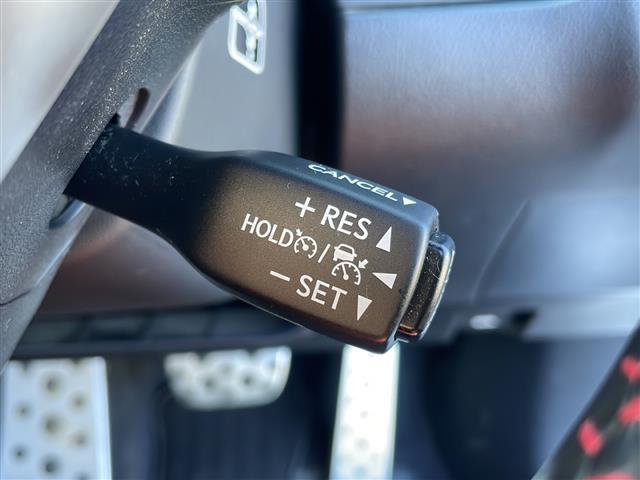 CANCEL▼
+ RES ▲
HOLD / ◀
− SET ▼